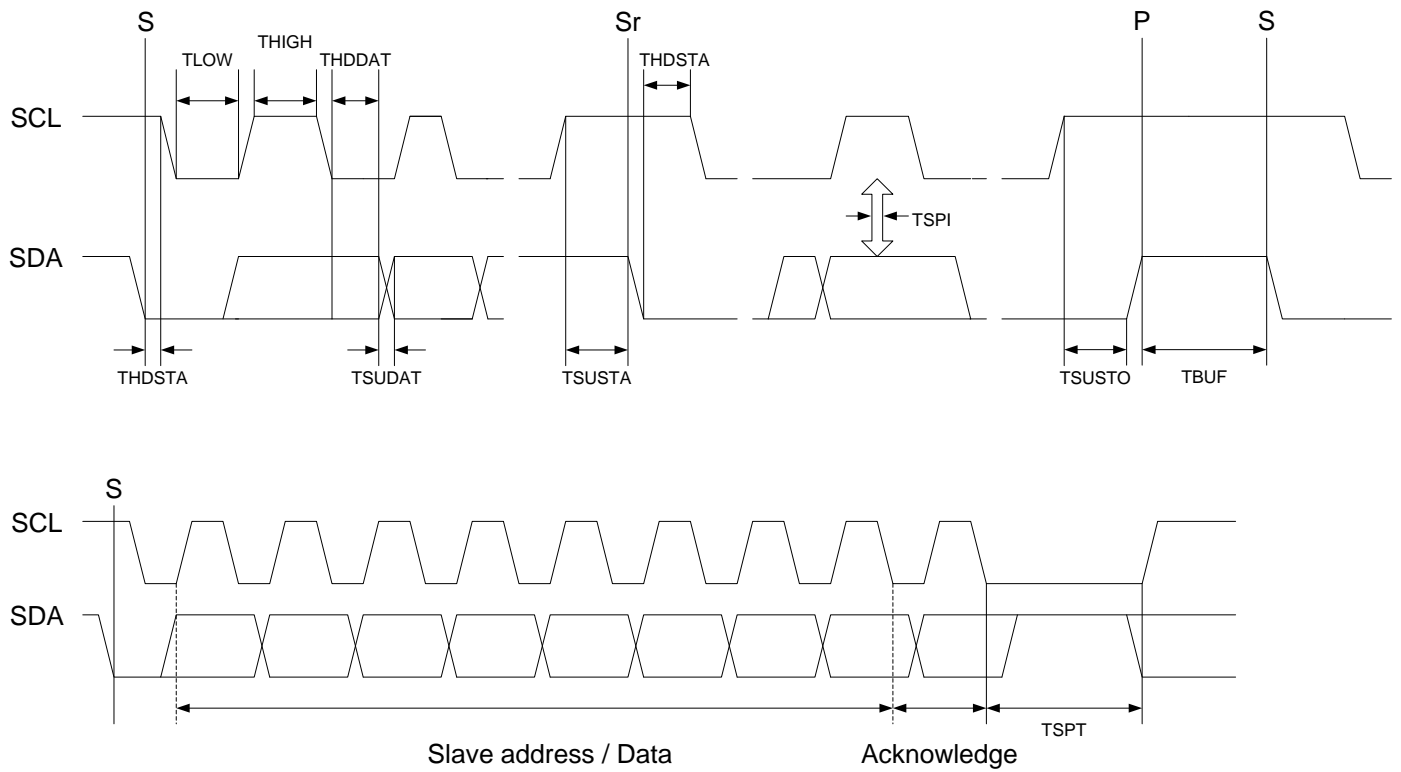 S Sr P S
THIGH
TLOW THDDAT THDSTA
SCL
TSPI
SDA
THDSTA TSUDAT TSUSTA TSUSTO TBUF
S
SCL
SDA
TSPT
Slave address / Data Acknowledge